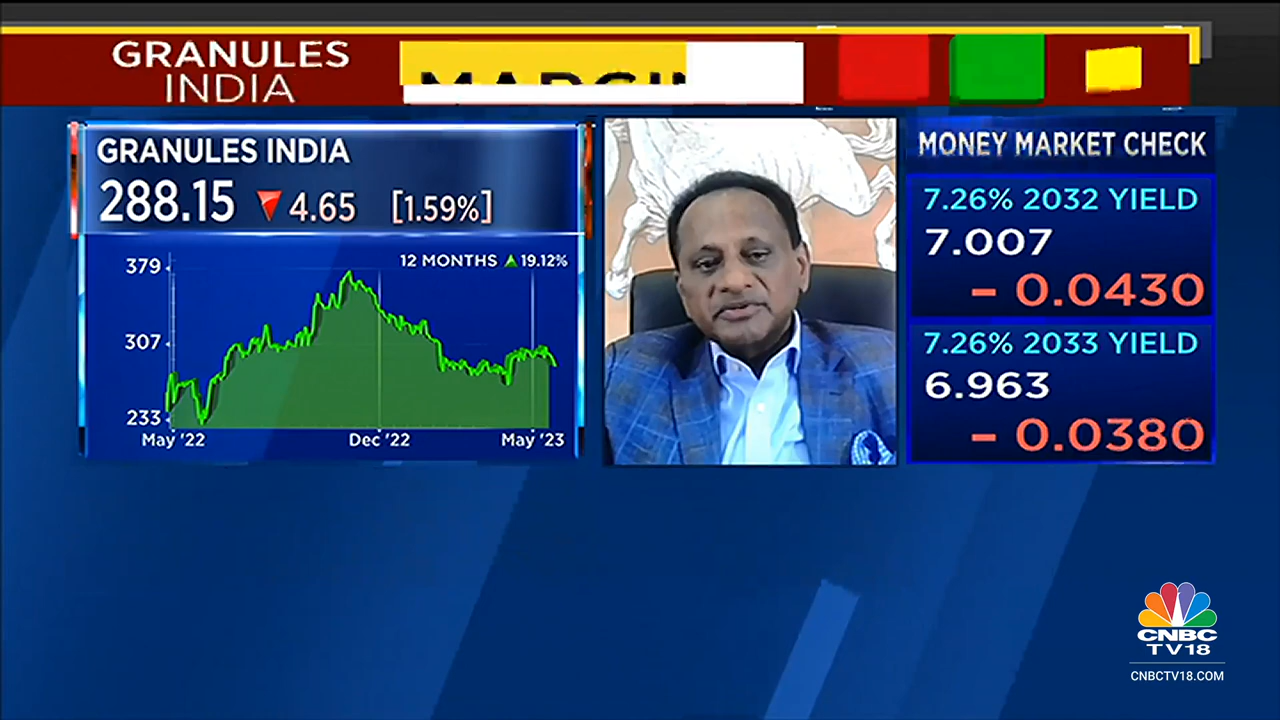 GRANULES
INDIA
GRANULES INDIA
288.15 ▼ 4.65 [1.59%]
12 MONTHS ▲ 19.12%
379
307
233
May '22 Dec '22 May '23
MONEY MARKET CHECK
7.26% 2032 YIELD
7.007
- 0.0430
7.26% 2033 YIELD
6.963
- 0.0380
CNBC
TV18
CNBCTV18.COM